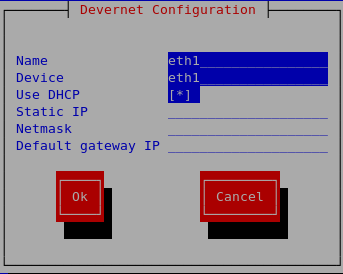 Devernet Configuration
Name eth1
Device eth1
Use DHCP [*]
Static IP
Netmask
Default gateway IP
Ok Cancel